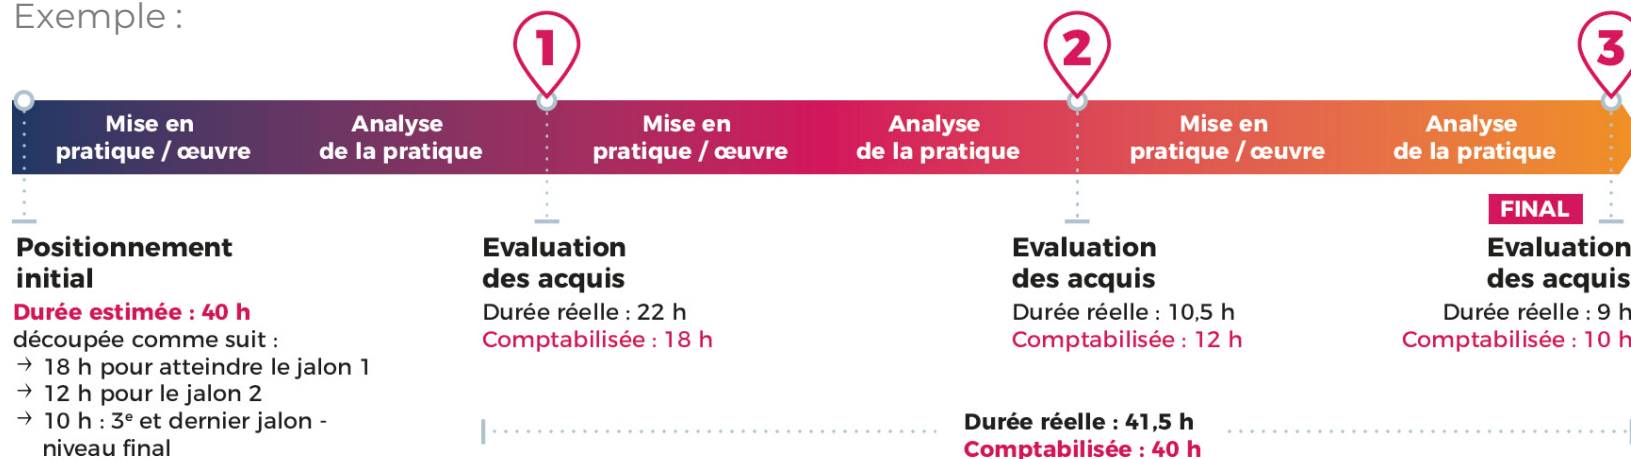 Exemple :
1
2
3
Mise en
pratique / œuvre
Analyse
de la pratique
Mise en
pratique / œuvre
Analyse
de la pratique
Mise en
pratique / œuvre
Analyse
de la pratique
Positionnement
initial
Durée estimée : 40 h
découpée comme suit :
→ 18 h pour atteindre le jalon 1
→ 12 h pour le jalon 2
→ 10 h : 3e et dernier jalon -
niveau final
Evaluation
des acquis
Durée réelle : 22 h
Comptabilisée : 18 h
Evaluation
des acquis
Durée réelle : 10,5 h
Comptabilisée : 12 h
FINAL
Evaluation
des acquis
Durée réelle : 9 h
Comptabilisée : 10 h
Durée réelle : 41,5 h
Comptabilisée : 40 h